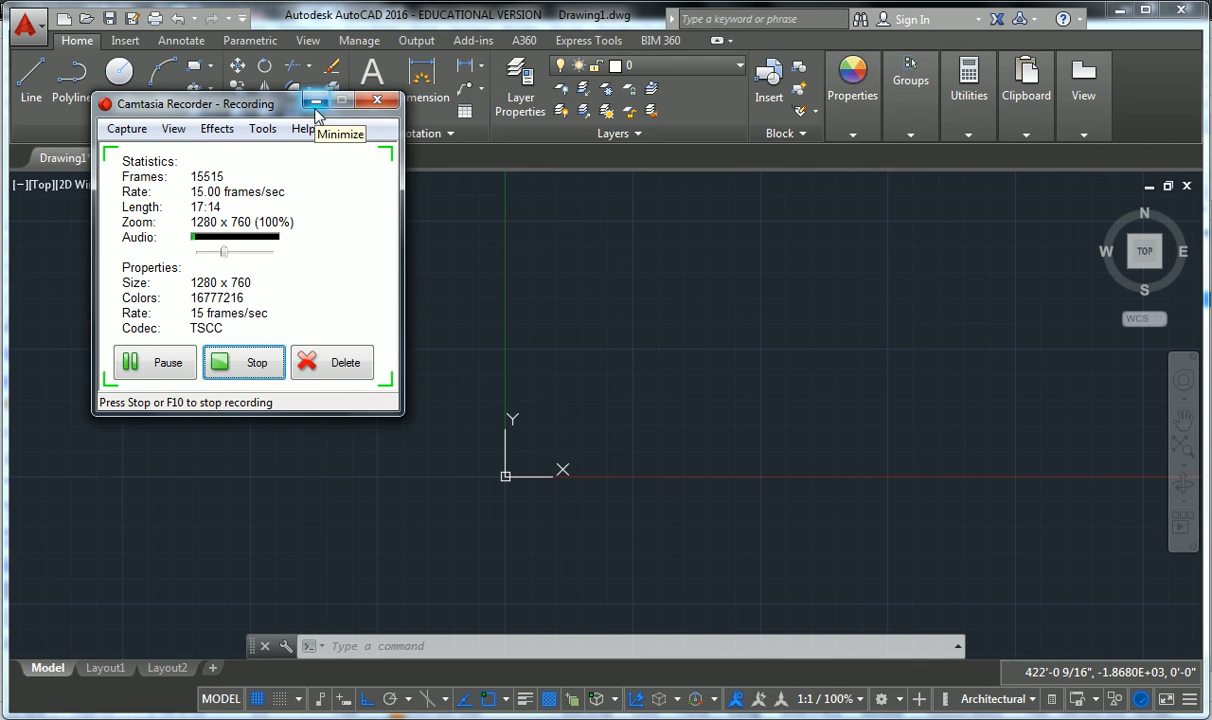 Autodesk AutoCAD 2016 - EDUCATIONAL VERSION Drawing1.dwg
Type a keyword or phrase
Sign In
Home Insert Annotate Parametric View Manage Output Add-ins A360 Express Tools BIM 360
0
Line Polyline
Layer Properties
Insert
Properties
Groups
Utilities
Clipboard
View
Layers
Block
Drawing1
[−][Top][2D
Camtasia Recorder - Recording
Capture View Effects Tools Help
Minimize
Statistics:
Frames: 15515
Rate: 15.00 frames/sec
Length: 17:14
Zoom: 1280 x 760 (100%)
Audio:
Properties:
Size: 1280 x 760
Colors: 16777216
Rate: 15 frames/sec
Codec: TSCC
Pause Stop Delete
Press Stop or F10 to stop recording
N
W TOP E
S
WCS
Y
X
Type a command
Model Layout1 Layout2 +
422'-0 9/16", -1.8680E+03, 0'-0"
MODEL
1:1 / 100%
Architectural